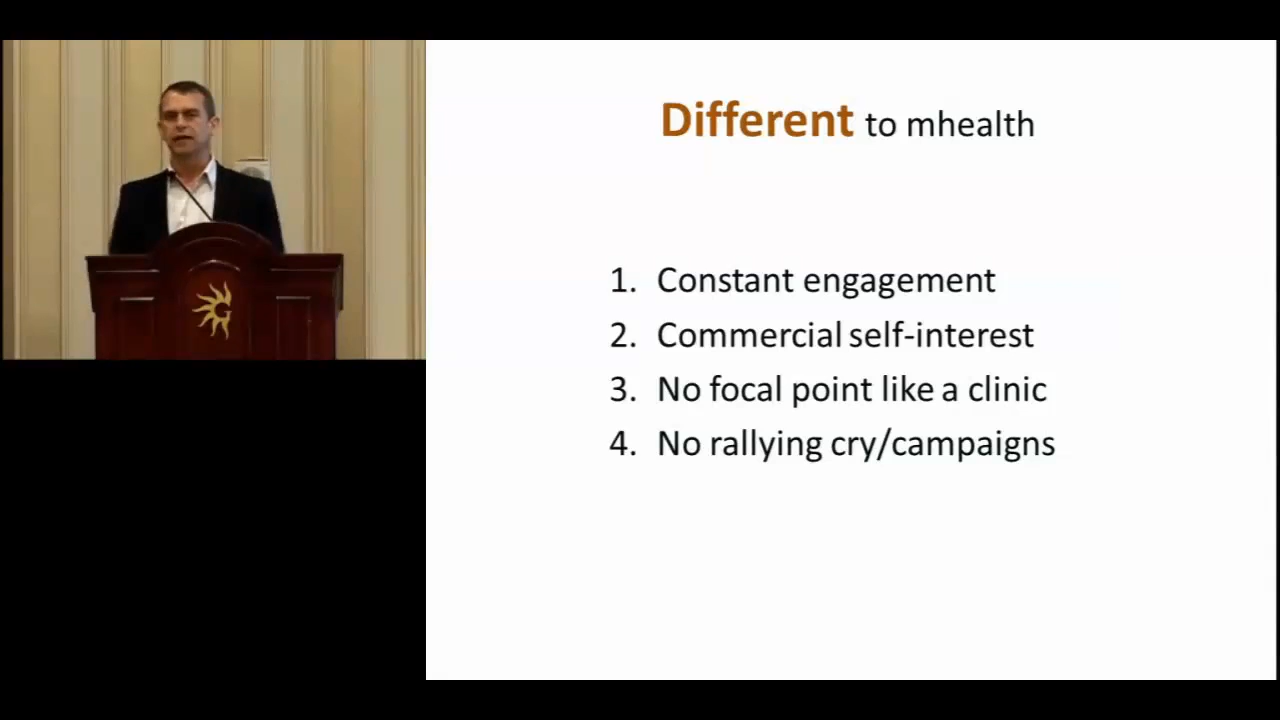 Different to mhealth
1. Constant engagement
2. Commercial self-interest
3. No focal point like a clinic
4. No rallying cry/campaigns